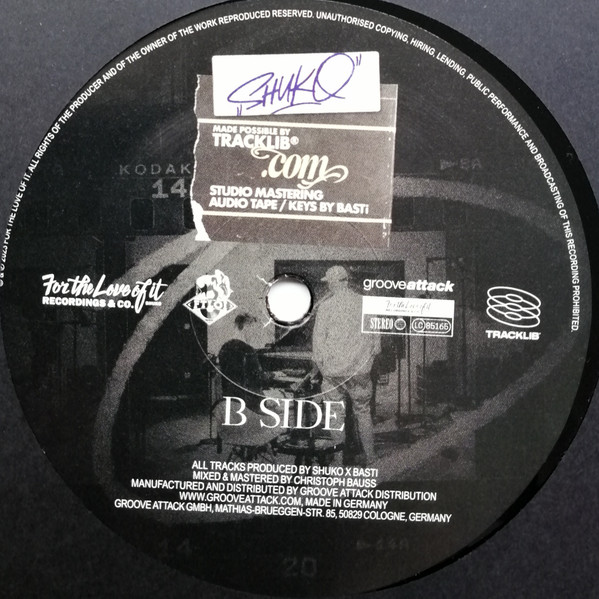 ℗ & © 2023 FOR THE LOVE OF IT. ALL RIGHTS OF THE PRODUCER AND OF THE OWNER OF THE WORK REPRODUCED RESERVED. UNAUTHORISED COPYING, HIRING, LENDING, PUBLIC PERFORMANCE AND BROADCASTING OF THIS RECORDING PROHIBITED.
"SHUKO"
MADE POSSIBLE BY
TRACKLIB®
.com
STUDIO MASTERING
AUDIO TAPE / KEYS BY BASTi
KODAK
14
9A
For the Love of it
RECORDINGS & CO.
grooveattack
STEREO
LC 85165
TRACKLIB
B SIDE
ALL TRACKS PRODUCED BY SHUKO X BASTI
MIXED & MASTERED BY CHRISTOPH BAUSS
MANUFACTURED AND DISTRIBUTED BY GROOVE ATTACK DISTRIBUTION
WWW.GROOVEATTACK.COM, MADE IN GERMANY
GROOVE ATTACK GMBH, MATHIAS-BRUEGGEN-STR. 85, 50829 COLOGNE, GERMANY
14
20